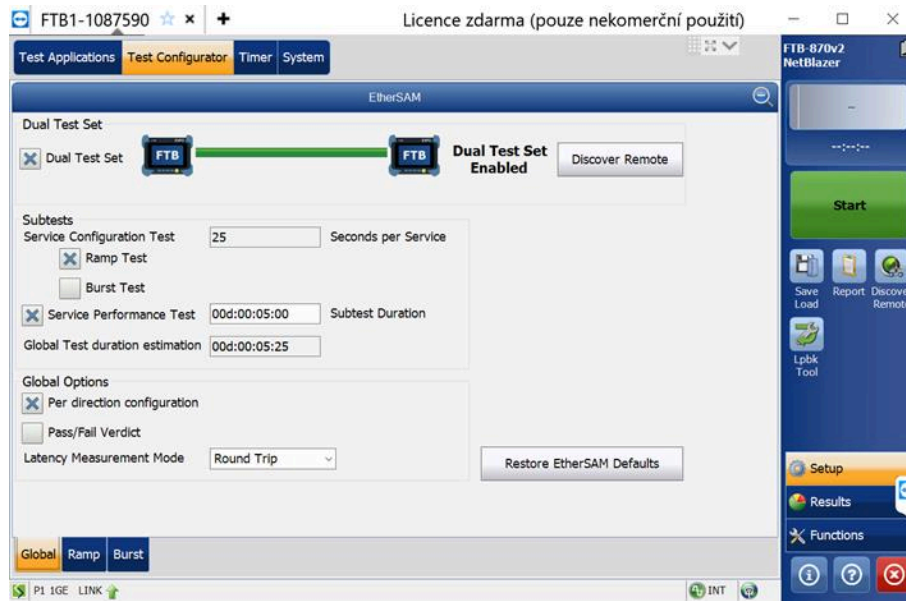 FTB1-1087590
Licence zdarma (pouze nekomerční použití)
Test Applications Test Configurator Timer System
FTB-870v2
NetBlazer
EtherSAM
--:--:--
Start
Dual Test Set
Dual Test Set
FTB
FTB
Dual Test Set
Enabled
Discover Remote
Subtests
Service Configuration Test 25 Seconds per Service
Ramp Test
Burst Test
Service Performance Test 00d:00:05:00 Subtest Duration
Global Test duration estimation 00d:00:05:25
Save
Load
Report
Discove
Remote
Lpbk
Tool
Global Options
Per direction configuration
Pass/Fail Verdict
Latency Measurement Mode Round Trip
Restore EtherSAM Defaults
Setup
Results
Functions
Global Ramp Burst
P1 1GE LINK
INT